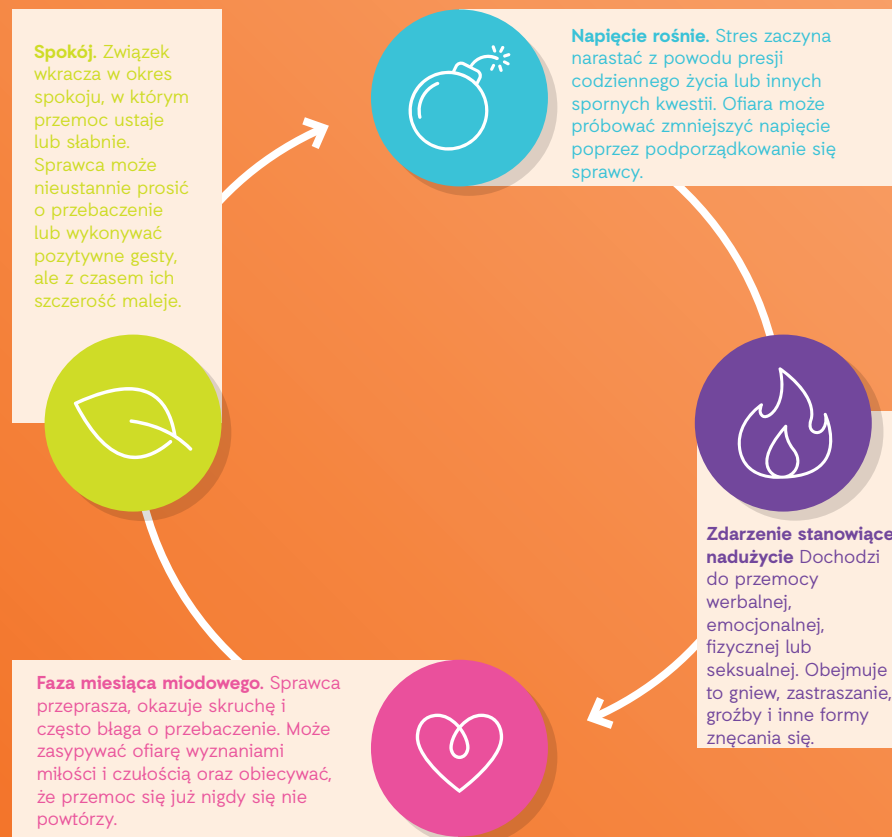 Spokój. Związek
wkracza w okres
spokoju, w którym
przemoc ustaje
lub słabnie.
Sprawca może
nieustannie prosić
o przebaczenie
lub wykonywać
pozytywne gesty,
ale z czasem ich
szczerość maleje.
Napięcie rośnie. Stres zaczyna
narastać z powodu presji
codziennego życia lub innych
spornych kwestii. Ofiara może
próbować zmniejszyć napięcie
poprzez podporządkowanie się
sprawcy.
Zdarzenie stanowiące
nadużycie Dochodzi
do przemocy
werbalnej,
emocjonalnej,
fizycznej lub
seksualnej. Obejmuje
to gniew, zastraszanie,
groźby i inne formy
znęcania się.
Faza miesiąca miodowego. Sprawca
przeprasza, okazuje skruchę i
często błaga o przebaczenie. Może
zasypywać ofiarę wyznaniami
miłości i czułością oraz obiecywać,
że przemoc się już nigdy się nie
powtórzy.